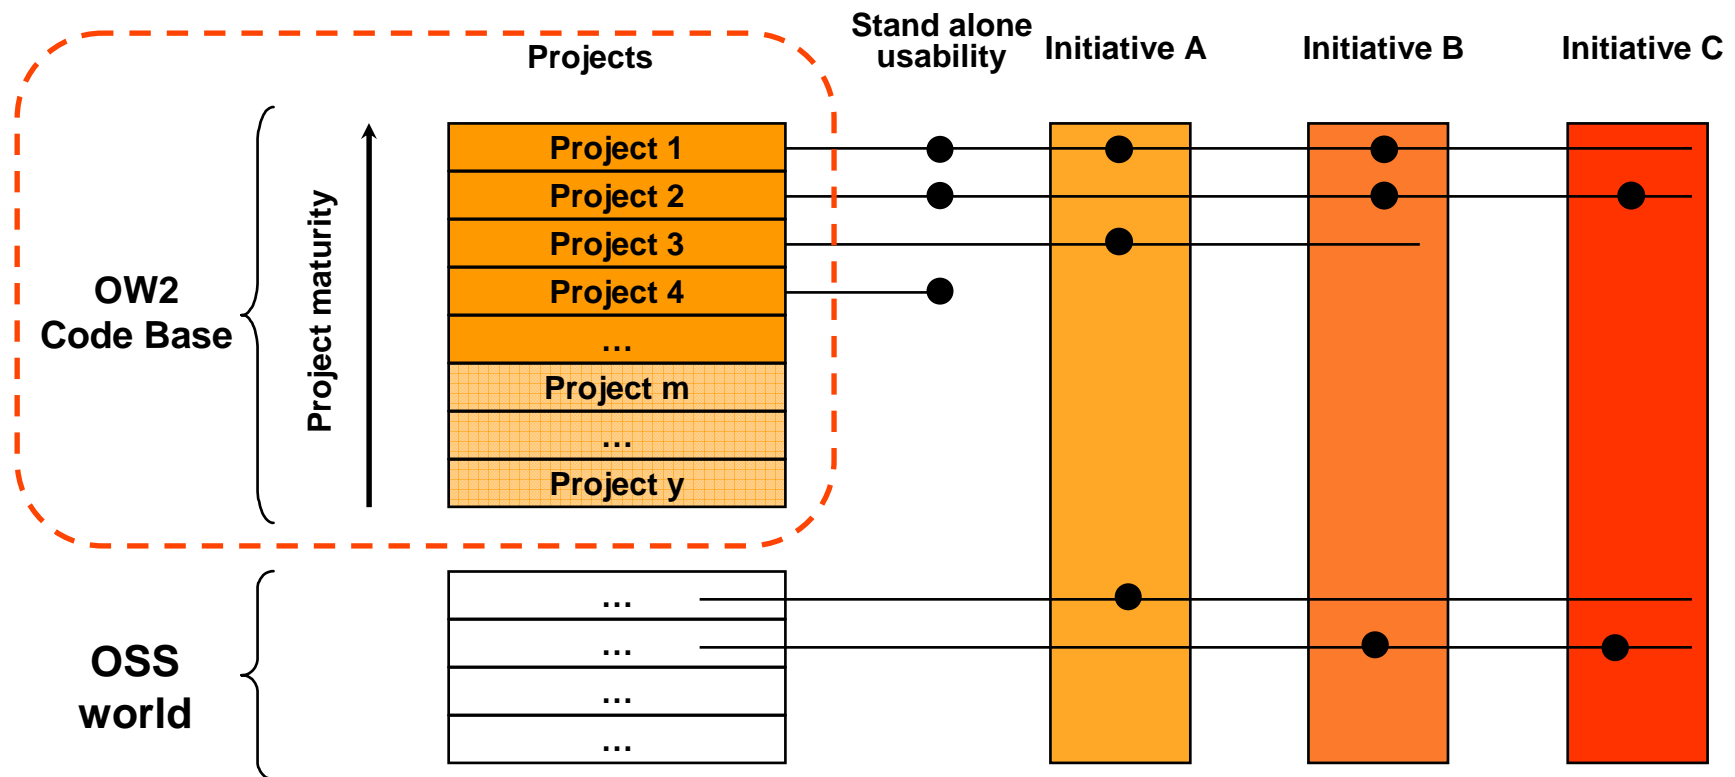 Projects
Stand alone
usability
Initiative A
Initiative B
Initiative C
OW2
Code Base
Project maturity
Project 1
Project 2
Project 3
Project 4
...
Project m
...
Project y
OSS
world
...
...
...
...